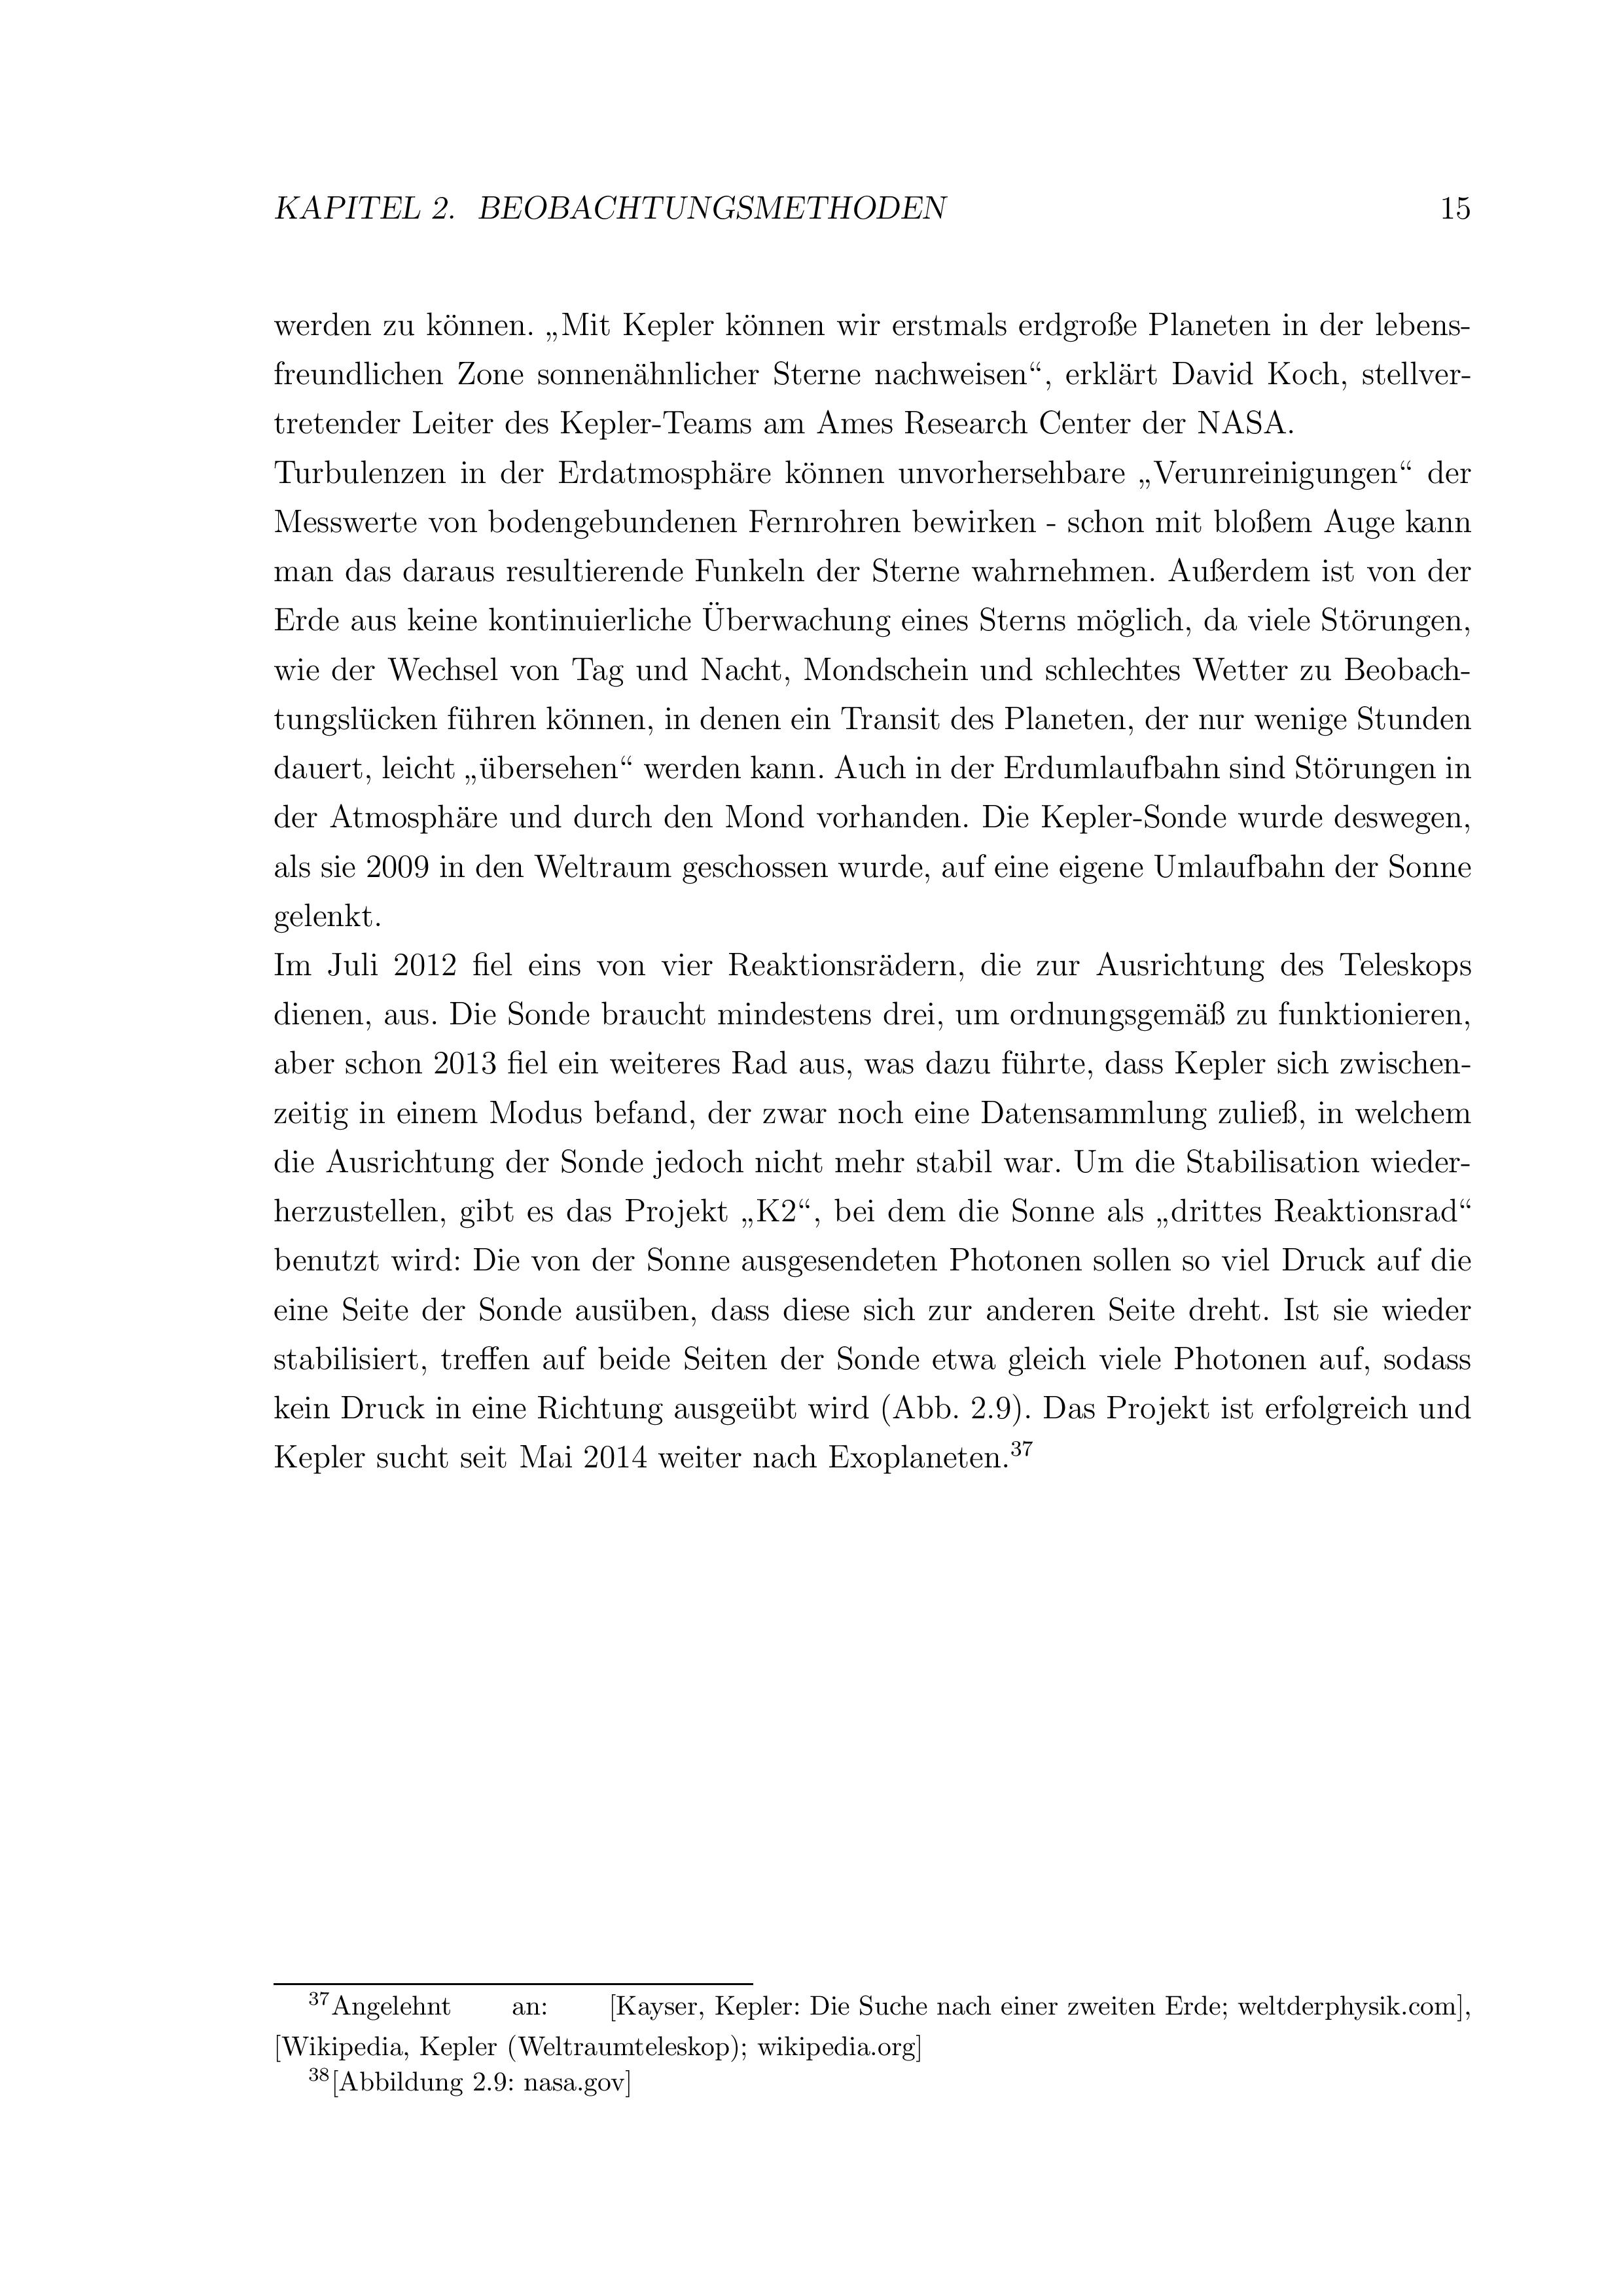 KAPITEL 2. BEOBACHTUNGSMETHODEN 15
werden zu können. „Mit Kepler können wir erstmals erdgroße Planeten in der lebens-
freundlichen Zone sonnenähnlicher Sterne nachweisen“, erklärt David Koch, stellver-
tretender Leiter des Kepler-Teams am Ames Research Center der NASA.
Turbulenzen in der Erdatmosphäre können unvorhersehbare „Verunreinigungen“ der
Messwerte von bodengebundenen Fernrohren bewirken - schon mit bloßem Auge kann
man das daraus resultierende Funkeln der Sterne wahrnehmen. Außerdem ist von der
Erde aus keine kontinuierliche Überwachung eines Sterns möglich, da viele Störungen,
wie der Wechsel von Tag und Nacht, Mondschein und schlechtes Wetter zu Beobach-
tungslücken führen können, in denen ein Transit des Planeten, der nur wenige Stunden
dauert, leicht „übersehen“ werden kann. Auch in der Erdumlaufbahn sind Störungen in
der Atmosphäre und durch den Mond vorhanden. Die Kepler-Sonde wurde deswegen,
als sie 2009 in den Weltraum geschossen wurde, auf eine eigene Umlaufbahn der Sonne
gelenkt.
Im Juli 2012 fiel eins von vier Reaktionsrädern, die zur Ausrichtung des Teleskops
dienen, aus. Die Sonde braucht mindestens drei, um ordnungsgemäß zu funktionieren,
aber schon 2013 fiel ein weiteres Rad aus, was dazu führte, dass Kepler sich zwischen-
zeitig in einem Modus befand, der zwar noch eine Datensammlung zuließ, in welchem
die Ausrichtung der Sonde jedoch nicht mehr stabil war. Um die Stabilisation wieder-
herzustellen, gibt es das Projekt „K2“, bei dem die Sonne als „drittes Reaktionsrad“
benutzt wird: Die von der Sonne ausgesendeten Photonen sollen so viel Druck auf die
eine Seite der Sonde ausüben, dass diese sich zur anderen Seite dreht. Ist sie wieder
stabilisiert, treffen auf beide Seiten der Sonde etwa gleich viele Photonen auf, sodass
kein Druck in eine Richtung ausgeübt wird (Abb. 2.9). Das Projekt ist erfolgreich und
Kepler sucht seit Mai 2014 weiter nach Exoplaneten.³⁷
³⁷Angelehnt an: [Kayser, Kepler: Die Suche nach einer zweiten Erde; weltderphysik.com],
[Wikipedia, Kepler (Weltraumteleskop); wikipedia.org]
³⁸[Abbildung 2.9: nasa.gov]